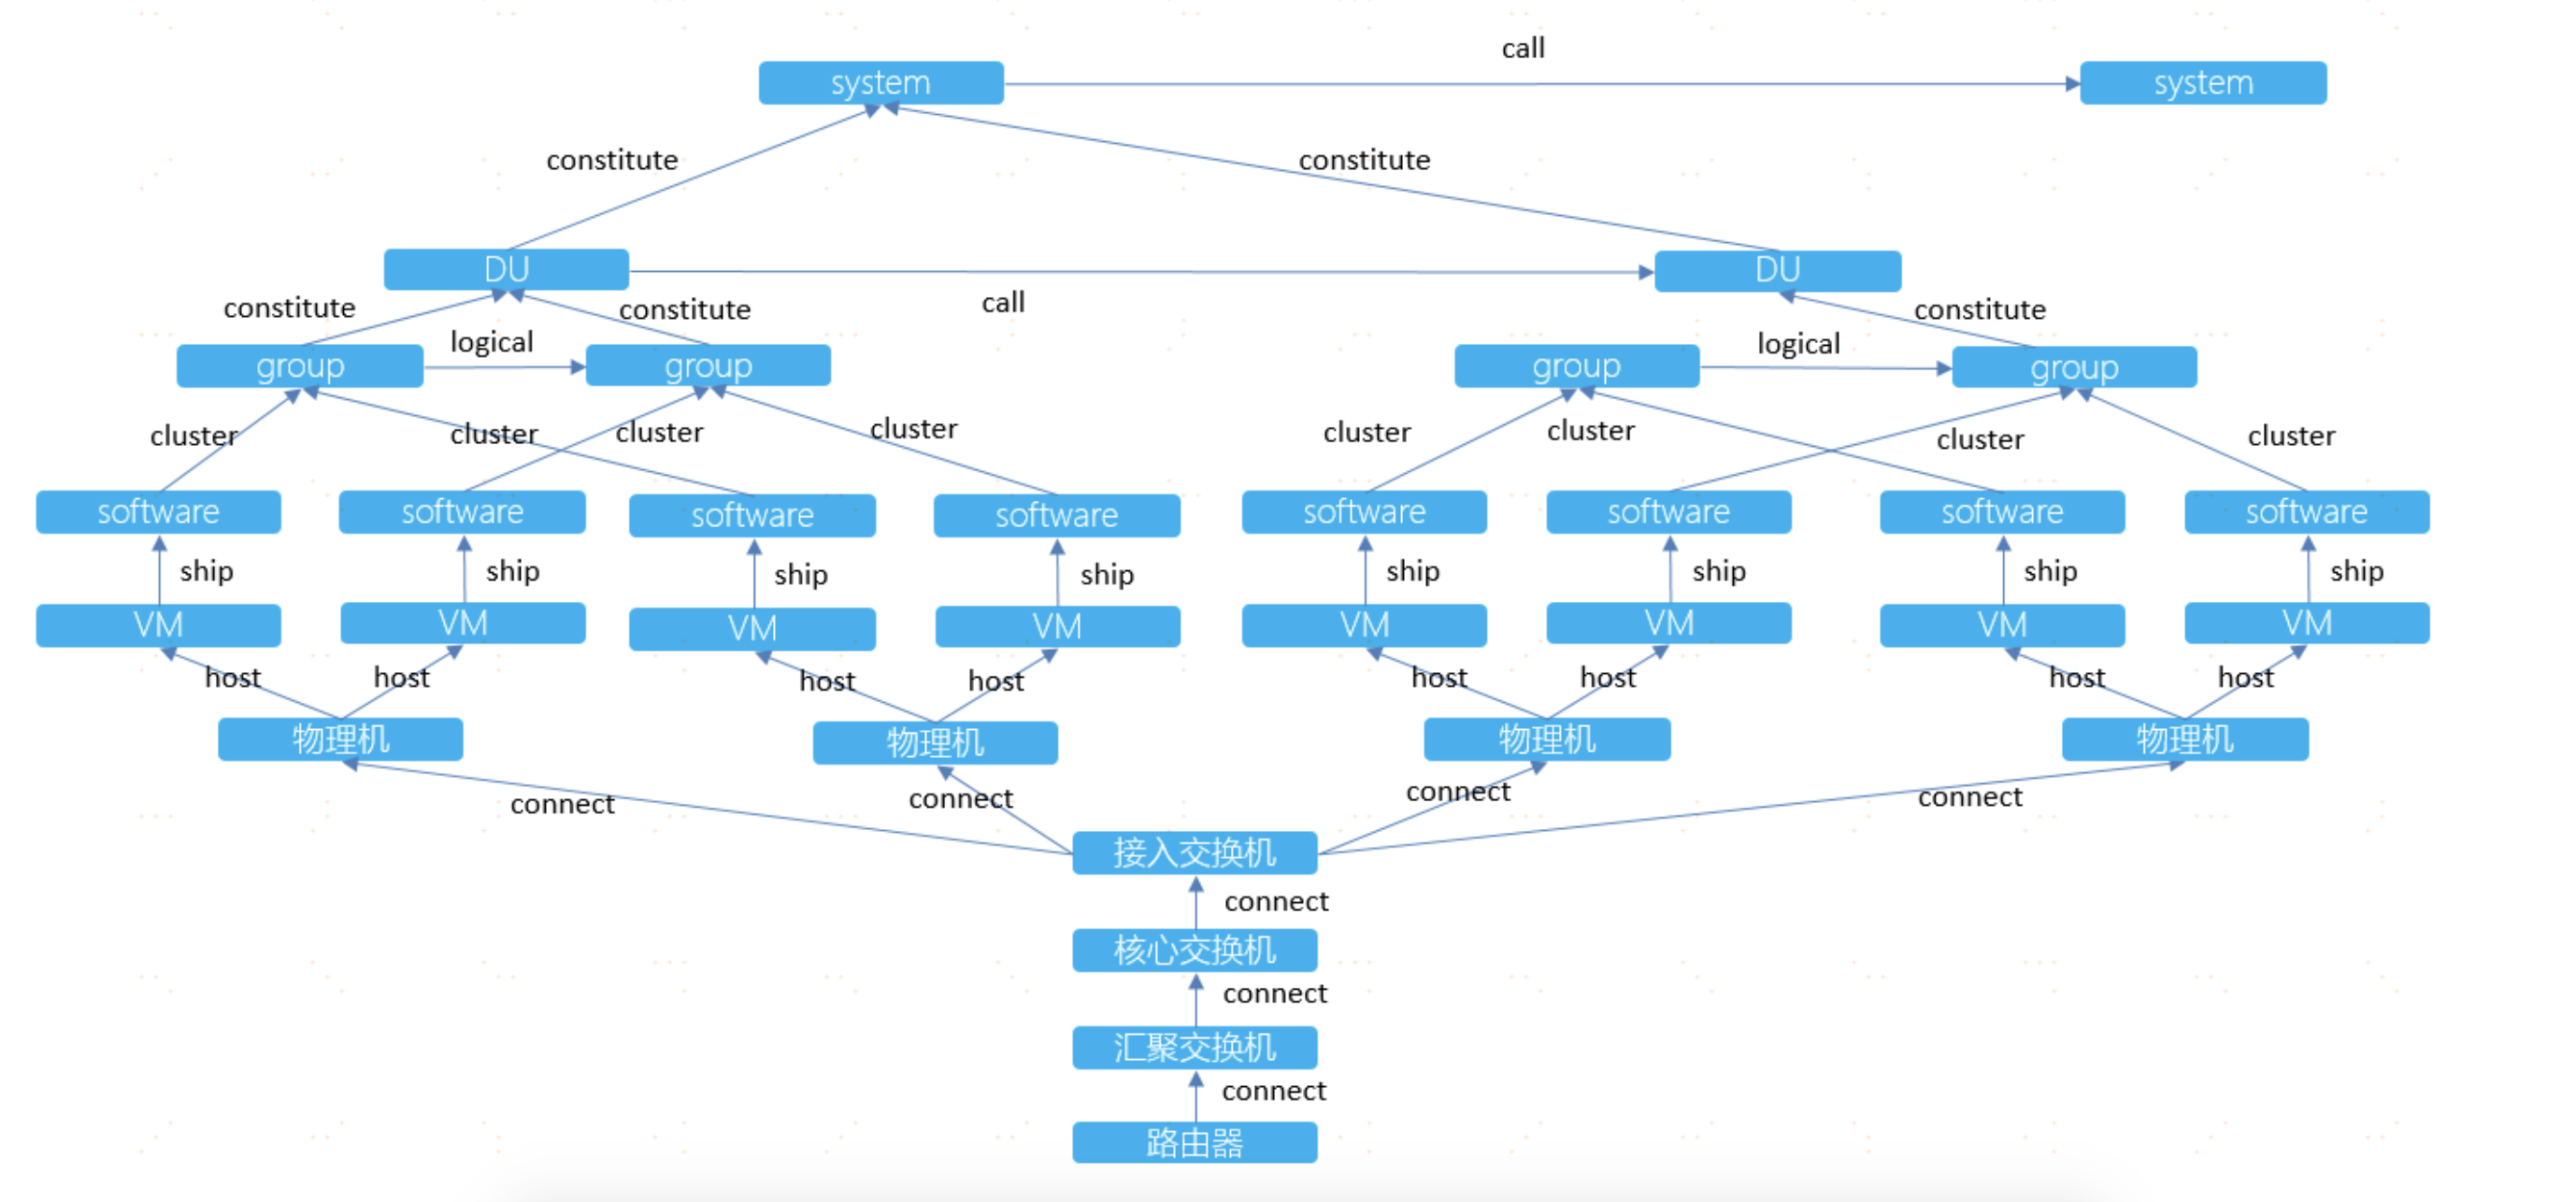 call
system
system
constitute
constitute
DU
DU
call
constitute
constitute
constitute
logical
logical
group
group
group
group
cluster
cluster
cluster
cluster
cluster
cluster
cluster
cluster
software
software
software
software
software
software
software
software
ship
ship
ship
ship
ship
ship
ship
ship
VM
VM
VM
VM
VM
VM
VM
VM
host
host
host
host
host
host
host
host
物理机
物理机
物理机
物理机
connect
connect
connect
connect
接入交换机
connect
核心交换机
connect
汇聚交换机
connect
路由器